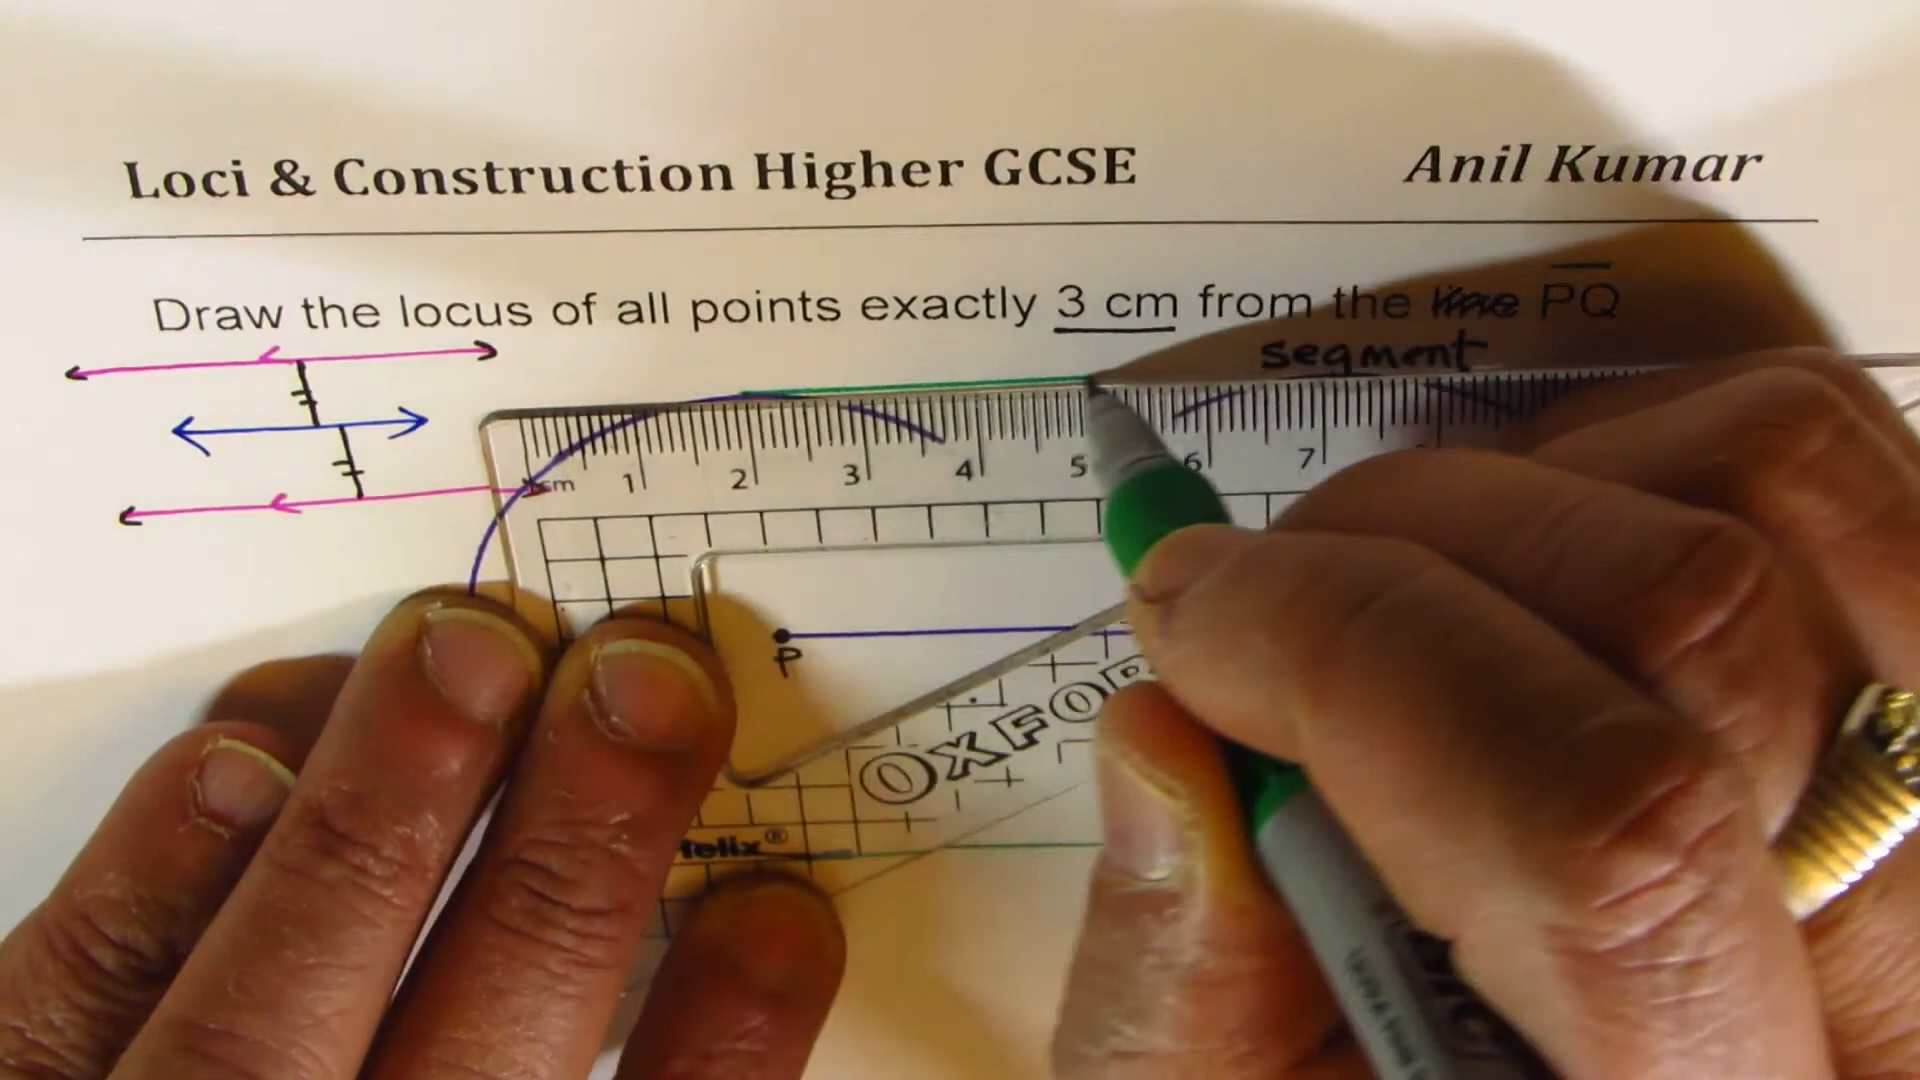 Loci & Construction Higher GCSE
Anil Kumar
Draw the locus of all points exactly 3 cm from the line PQ
segment
cm 1 2 3 4 5 6 7
P
OXFOR
helix®